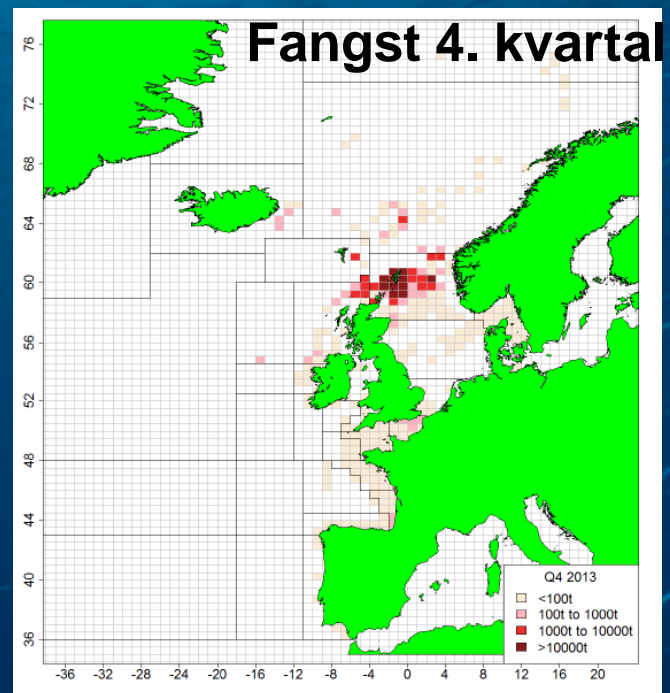 Fangst 4. kvartal
76
72
68
64
60
56
52
48
44
40
36
Q4 2013
<100t
100t to 1000t
1000t to 10000t
>10000t
-36 -32 -28 -24 -20 -16 -12 -8 -4 0 4 8 12 16 20